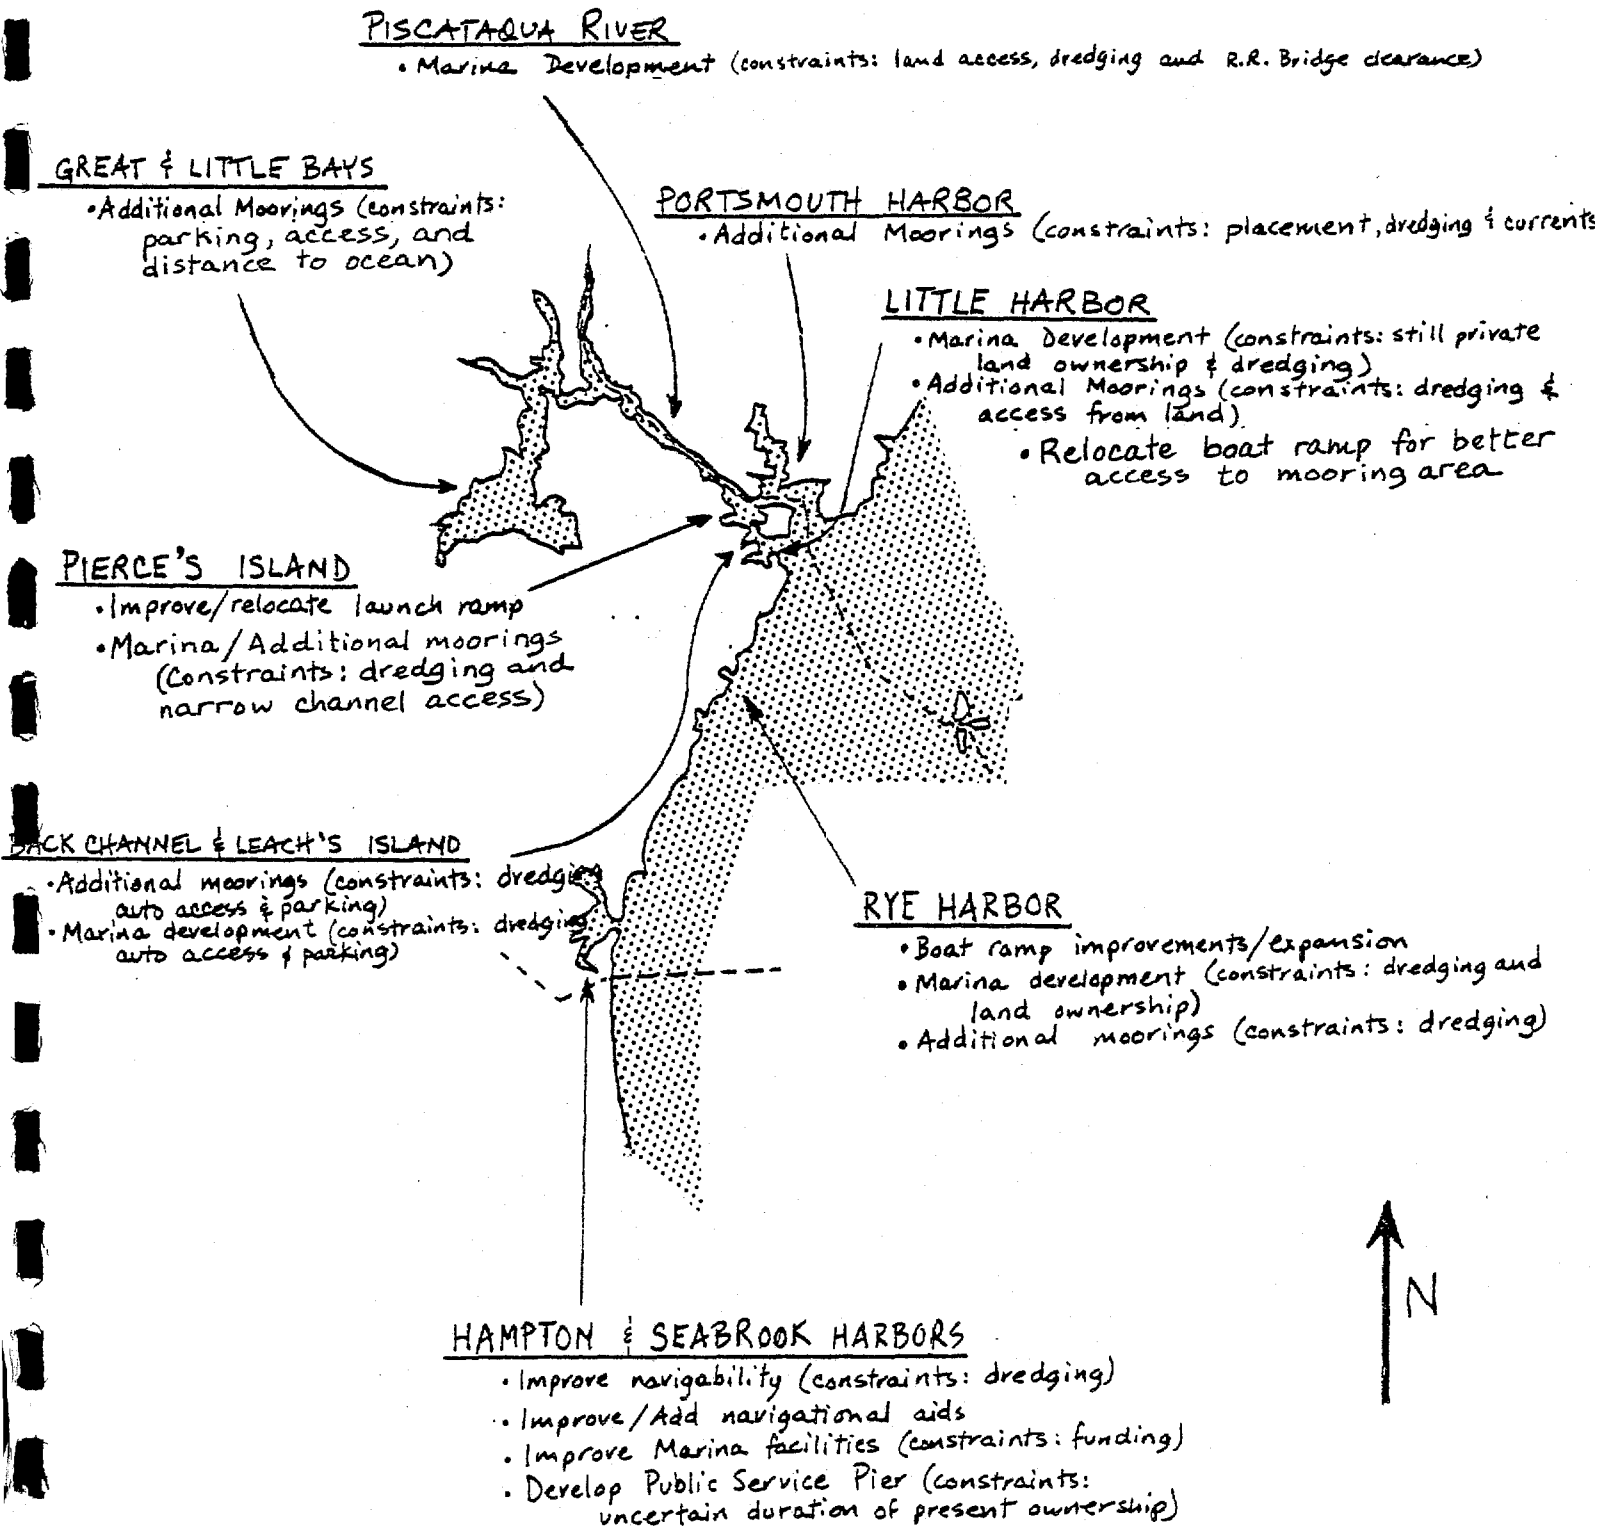 PISCATAQUA RIVER
• Marina Development (constraints: land access, dredging and R.R. Bridge clearance)
GREAT & LITTLE BAYS
• Additional Moorings (constraints:
parking, access, and
distance to ocean)
PORTSMOUTH HARBOR
• Additional Moorings (constraints: placement, dredging & currents
LITTLE HARBOR
• Marina Development (constraints: still private
land ownership & dredging)
• Additional Moorings (constraints: dredging &
access from land)
• Relocate boat ramp for better
access to mooring area
PIERCE'S ISLAND
• Improve/relocate launch ramp
• Marina/Additional moorings
(Constraints: dredging and
narrow channel access)
BACK CHANNEL & LEACH'S ISLAND
• Additional moorings (constraints: dredging
auto access & parking)
• Marina development (constraints: dredging
auto access & parking)
RYE HARBOR
• Boat ramp improvements/expansion
• Marina development (constraints: dredging and
land ownership)
• Additional moorings (constraints: dredging)
N
HAMPTON & SEABROOK HARBORS
• Improve navigability (constraints: dredging)
• Improve/Add navigational aids
• Improve Marina facilities (constraints: funding)
• Develop Public Service Pier (constraints:
uncertain duration of present ownership)